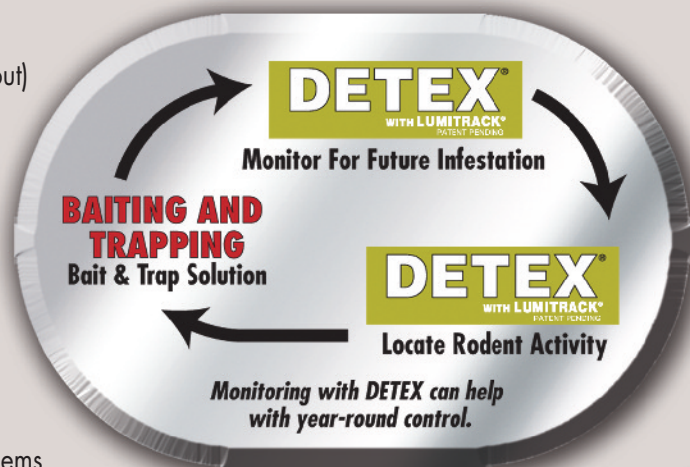 out)
DETEX®
WITH LUMITRACK®
PATENT PENDING
Monitor For Future Infestation
BAITING AND
TRAPPING
Bait & Trap Solution
DETEX®
WITH LUMITRACK®
PATENT PENDING
Locate Rodent Activity
Monitoring with DETEX can help
with year-round control.
ems